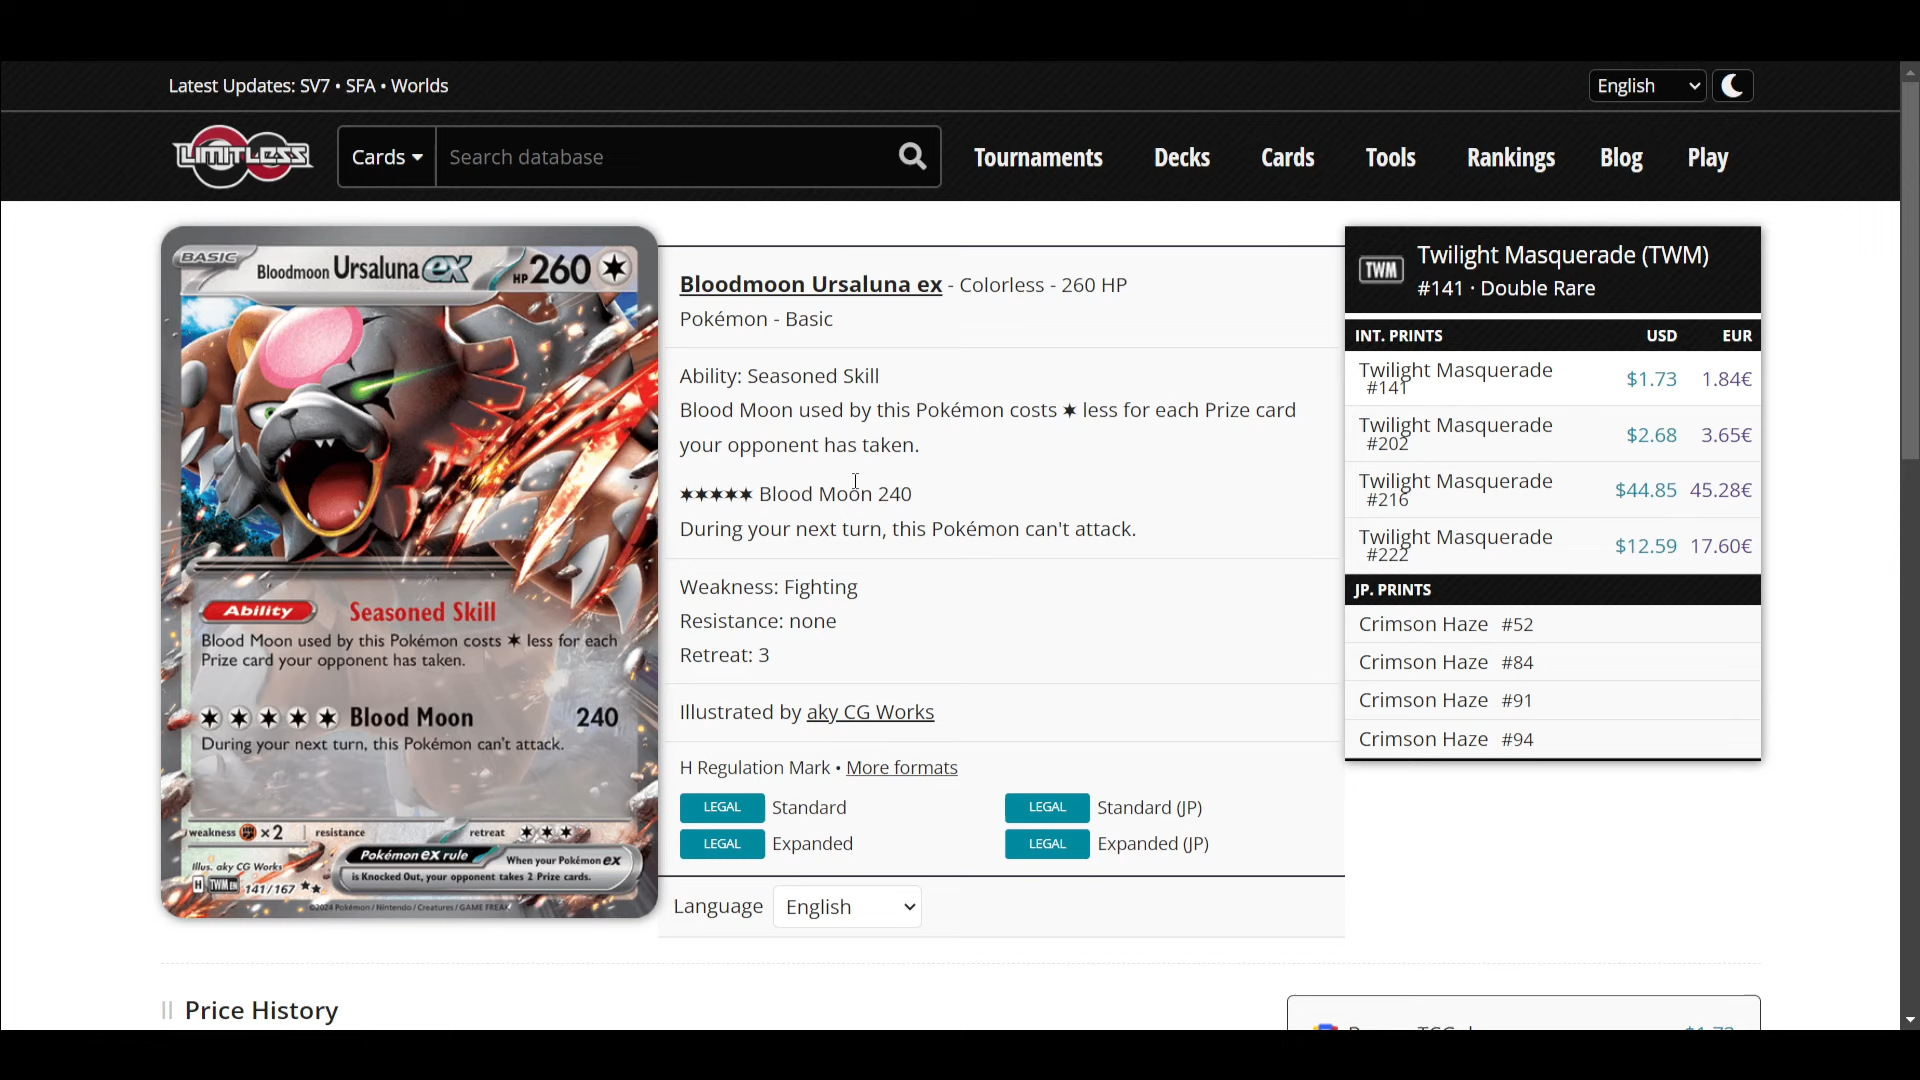 Latest Updates: SV7 • SFA • Worlds
English
LIMITLESS
Cards
Search database
Tournaments
Decks
Cards
Tools
Rankings
Blog
Play
BASIC
Bloodmoon Ursaluna ex HP 260
Ability Seasoned Skill
Blood Moon used by this Pokémon costs ✶ less for each
Prize card your opponent has taken.
Blood Moon 240
During your next turn, this Pokémon can't attack.
weakness ×2 resistance retreat
Illus. aky CG Works
Pokémon ex rule
When your Pokémon ex
is Knocked Out, your opponent takes 2 Prize cards.
H TWM EN 141/167 ★★
©2024 Pokémon / Nintendo / Creatures / GAME FREAK
Bloodmoon Ursaluna ex - Colorless - 260 HP
Pokémon - Basic
Ability: Seasoned Skill
Blood Moon used by this Pokémon costs ✶ less for each Prize card
your opponent has taken.
✶✶✶✶✶ Blood Moon 240
During your next turn, this Pokémon can't attack.
Weakness: Fighting
Resistance: none
Retreat: 3
Illustrated by aky CG Works
H Regulation Mark • More formats
LEGAL Standard
LEGAL Standard (JP)
LEGAL Expanded
LEGAL Expanded (JP)
Language English
TWM
Twilight Masquerade (TWM)
#141 · Double Rare
INT. PRINTS USD EUR
Twilight Masquerade
#141
$1.73 1.84€
Twilight Masquerade
#202
$2.68 3.65€
Twilight Masquerade
#216
$44.85 45.28€
Twilight Masquerade
#222
$12.59 17.60€
JP. PRINTS
Crimson Haze #52
Crimson Haze #84
Crimson Haze #91
Crimson Haze #94
Price History